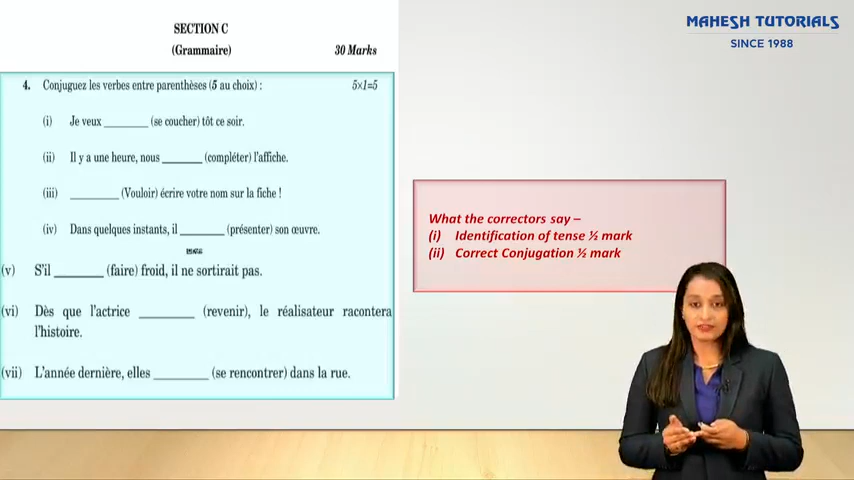 SECTION C
(Grammaire)
30 Marks
4. Conjuguez les verbes entre parenthèses (5 au choix) : 5×1=5
(i) Je veux ________ (se coucher) tôt ce soir.
(ii) Il y a une heure, nous ________ (compléter) l'affiche.
(iii) ________ (Vouloir) écrire votre nom sur la fiche !
(iv) Dans quelques instants, il ________ (présenter) son œuvre.
(v) S'il ________ (faire) froid, il ne sortirait pas.
(vi) Dès que l'actrice ________ (revenir), le réalisateur racontera
l'histoire.
(vii) L'année dernière, elles ________ (se rencontrer) dans la rue.
MAHESH TUTORIALS
SINCE 1988
What the correctors say –
(i) Identification of tense ½ mark
(ii) Correct Conjugation ½ mark